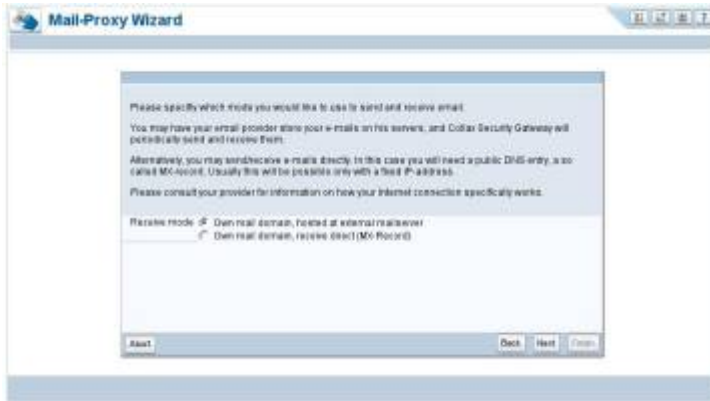 Mail-Proxy Wizard
Please specify which mode you would like to use to send and receive email.
You may have your email provider store your e-mails on his servers, and Collax Security Gateway will
periodically send and receive them.
Alternatively, you may send/receive e-mails directly. In this case you will need a public DNS entry, a so
called MX-record. Usually this will be possible only with a fixed IP-address.
Please consult your provider for information on how your Internet connection specifically works.
Receive mode Own mail domain, hosted at external mailserver
Own mail domain, receive direct (MX-Record)
Abort Back Next Finish